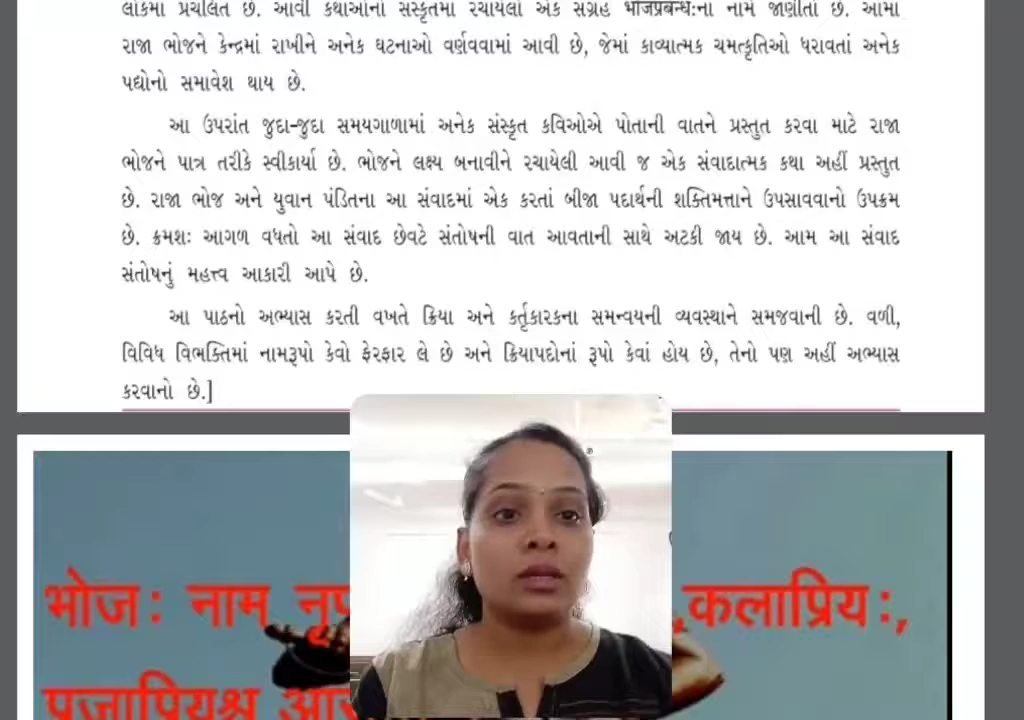 લોકમાં પ્રચલિત છે. આવી કથાઓનો સંસ્કૃતમાં રચાયેલો એક સંગ્રહ भोजप्रबन्धःના નામે જાણીતો છે. આમાં
રાજા ભોજને કેન્દ્રમાં રાખીને અનેક ઘટનાઓ વર્ણવવામાં આવી છે, જેમાં કાવ્યાત્મક ચમત્કૃતિઓ ધરાવતાં અનેક
પદ્યોનો સમાવેશ થાય છે.
આ ઉપરાંત જુદા-જુદા સમયગાળામાં અનેક સંસ્કૃત કવિઓએ પોતાની વાતને પ્રસ્તુત કરવા માટે રાજા
ભોજને પાત્ર તરીકે સ્વીકાર્યા છે. ભોજને લક્ષ્ય બનાવીને રચાયેલી આવી જ એક સંવાદાત્મક કથા અહીં પ્રસ્તુત
છે. રાજા ભોજ અને યુવાન પંડિતના આ સંવાદમાં એક કરતાં બીજા પદાર્થની શક્તિમત્તાને ઉપસાવવાનો ઉપક્રમ
છે. ક્રમશઃ આગળ વધતો આ સંવાદ છેવટે સંતોષની વાત આવતાની સાથે અટકી જાય છે. આમ આ સંવાદ
સંતોષનું મહત્ત્વ આકારી આપે છે.
આ પાઠનો અભ્યાસ કરતી વખતે ક્રિયા અને કર્તૃકારકના સમન્વયની વ્યવસ્થાને સમજવાની છે. વળી,
વિવિધ વિભક્તિમાં નામરૂપો કેવો ફેરફાર લે છે અને ક્રિયાપદોનાં રૂપો કેવાં હોય છે, તેનો પણ અહીં અભ્યાસ
કરવાનો છે.]
भोजः नाम कलाप्रियः,
प्रजाप्रियश्च